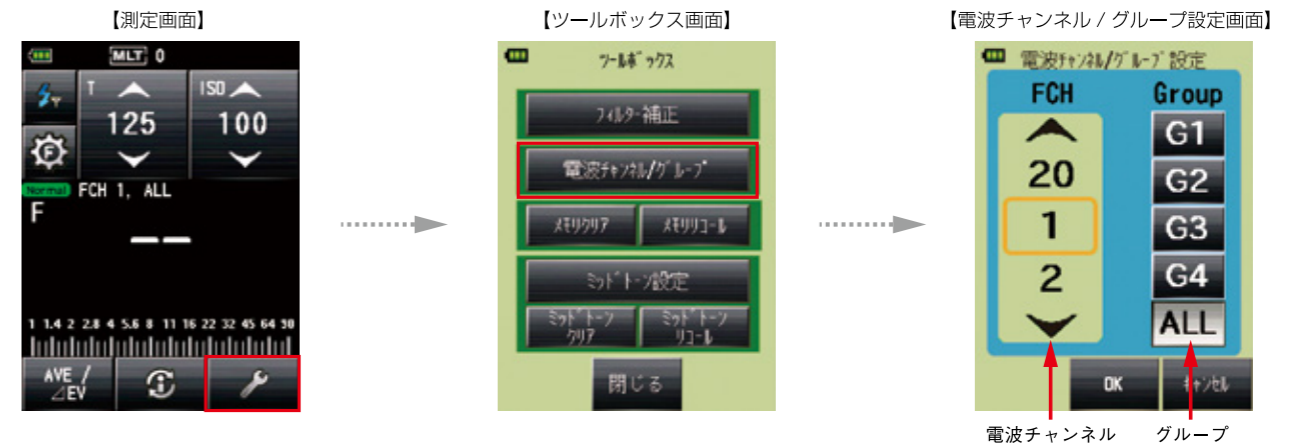 【測定画面】
MLT 0
T
125
ISO
100
F
Normal FCH 1, ALL
F
1 1.4 2 2.8 4 5.6 8 11 16 22 32 45 64 90
AVE /
⊿EV
【ツールボックス画面】
ツールボックス
フィルター補正
電波チャンネル/グループ
メモリクリア メモリリコール
ミッドトーン設定
ミッドトーン
クリア
ミッドトーン
リコール
閉じる
【電波チャンネル / グループ設定画面】
電波チャンネル/グループ設定
FCH
20
1
2
Group
G1
G2
G3
G4
ALL
OK キャンセル
電波チャンネル グループ